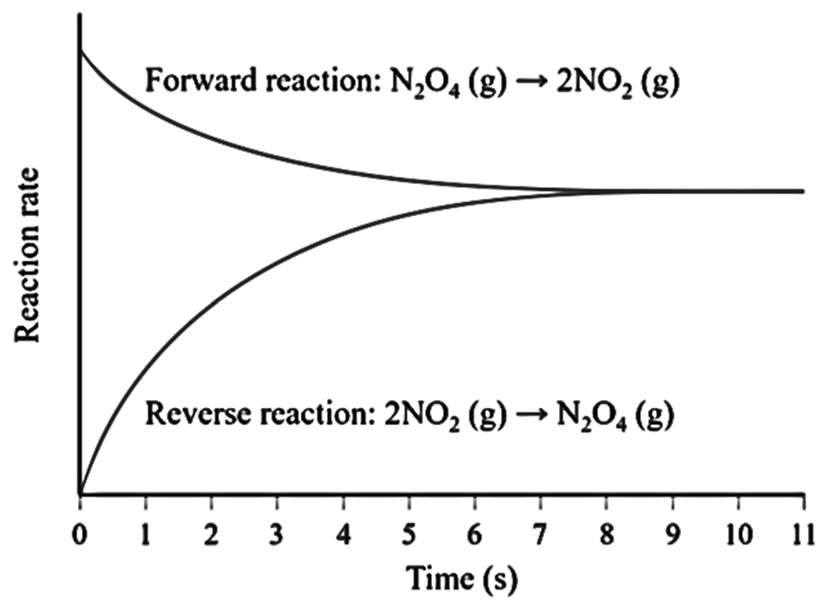 Forward reaction: N₂O₄ (g) → 2NO₂ (g)
Reaction rate
Reverse reaction: 2NO₂ (g) → N₂O₄ (g)
0 1 2 3 4 5 6 7 8 9 10 11
Time (s)